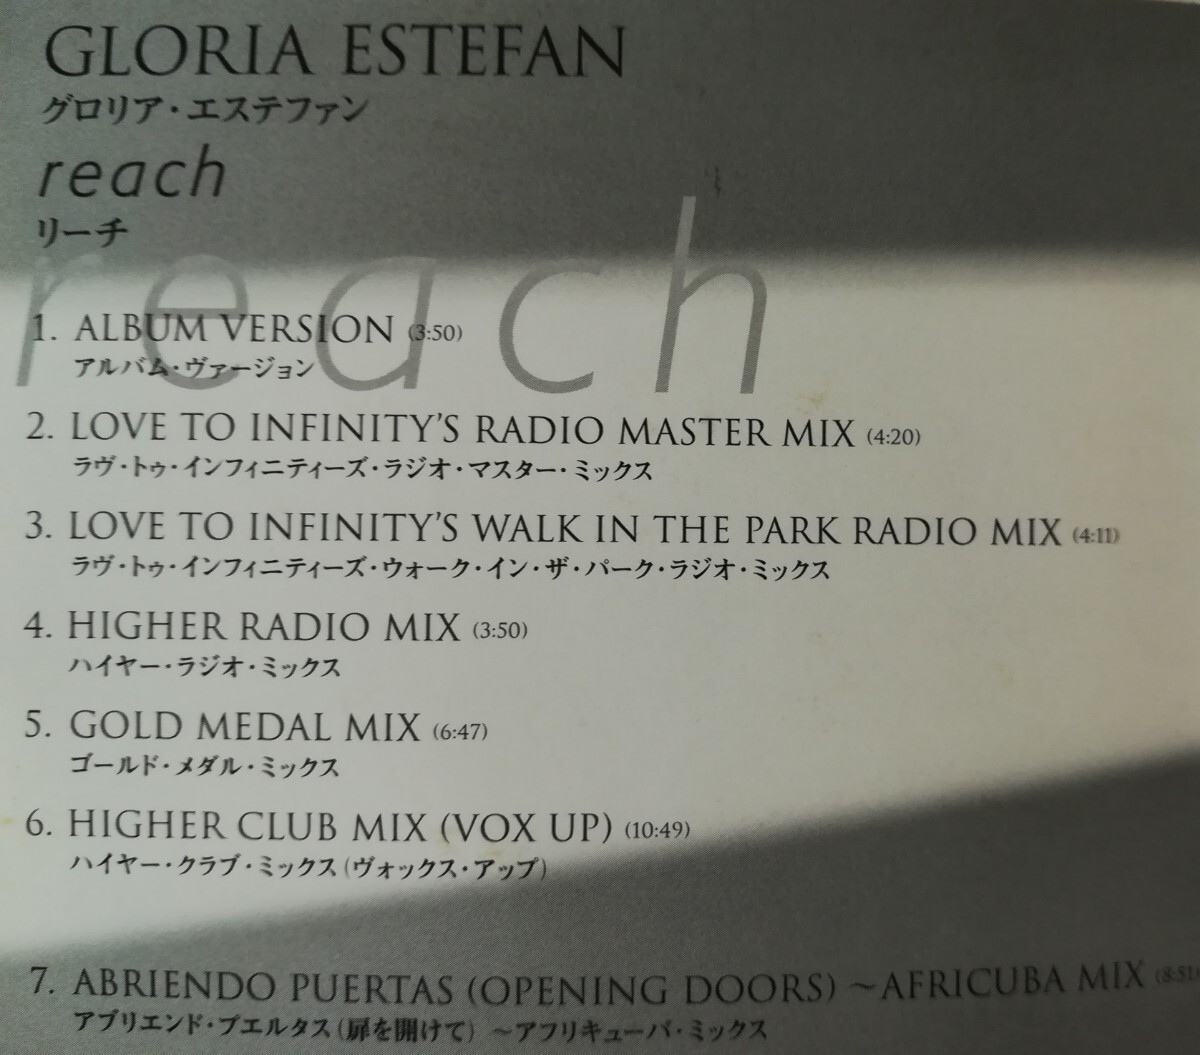 GLORIA ESTEFAN
グロリア・エステファン
reach
リーチ
reach
1. ALBUM VERSION (3:50)
アルバム・ヴァージョン
2. LOVE TO INFINITY'S RADIO MASTER MIX (4:20)
ラヴ・トゥ・インフィニティーズ・ラジオ・マスター・ミックス
3. LOVE TO INFINITY'S WALK IN THE PARK RADIO MIX (4:11)
ラヴ・トゥ・インフィニティーズ・ウォーク・イン・ザ・パーク・ラジオ・ミックス
4. HIGHER RADIO MIX (3:50)
ハイヤー・ラジオ・ミックス
5. GOLD MEDAL MIX (6:47)
ゴールド・メダル・ミックス
6. HIGHER CLUB MIX (VOX UP) (10:49)
ハイヤー・クラブ・ミックス(ヴォックス・アップ)
7. ABRIENDO PUERTAS (OPENING DOORS) ~AFRICUBA MIX (8:51)
アブリエンド・プエルタス(扉を開けて) ~アフリキューバ・ミックス